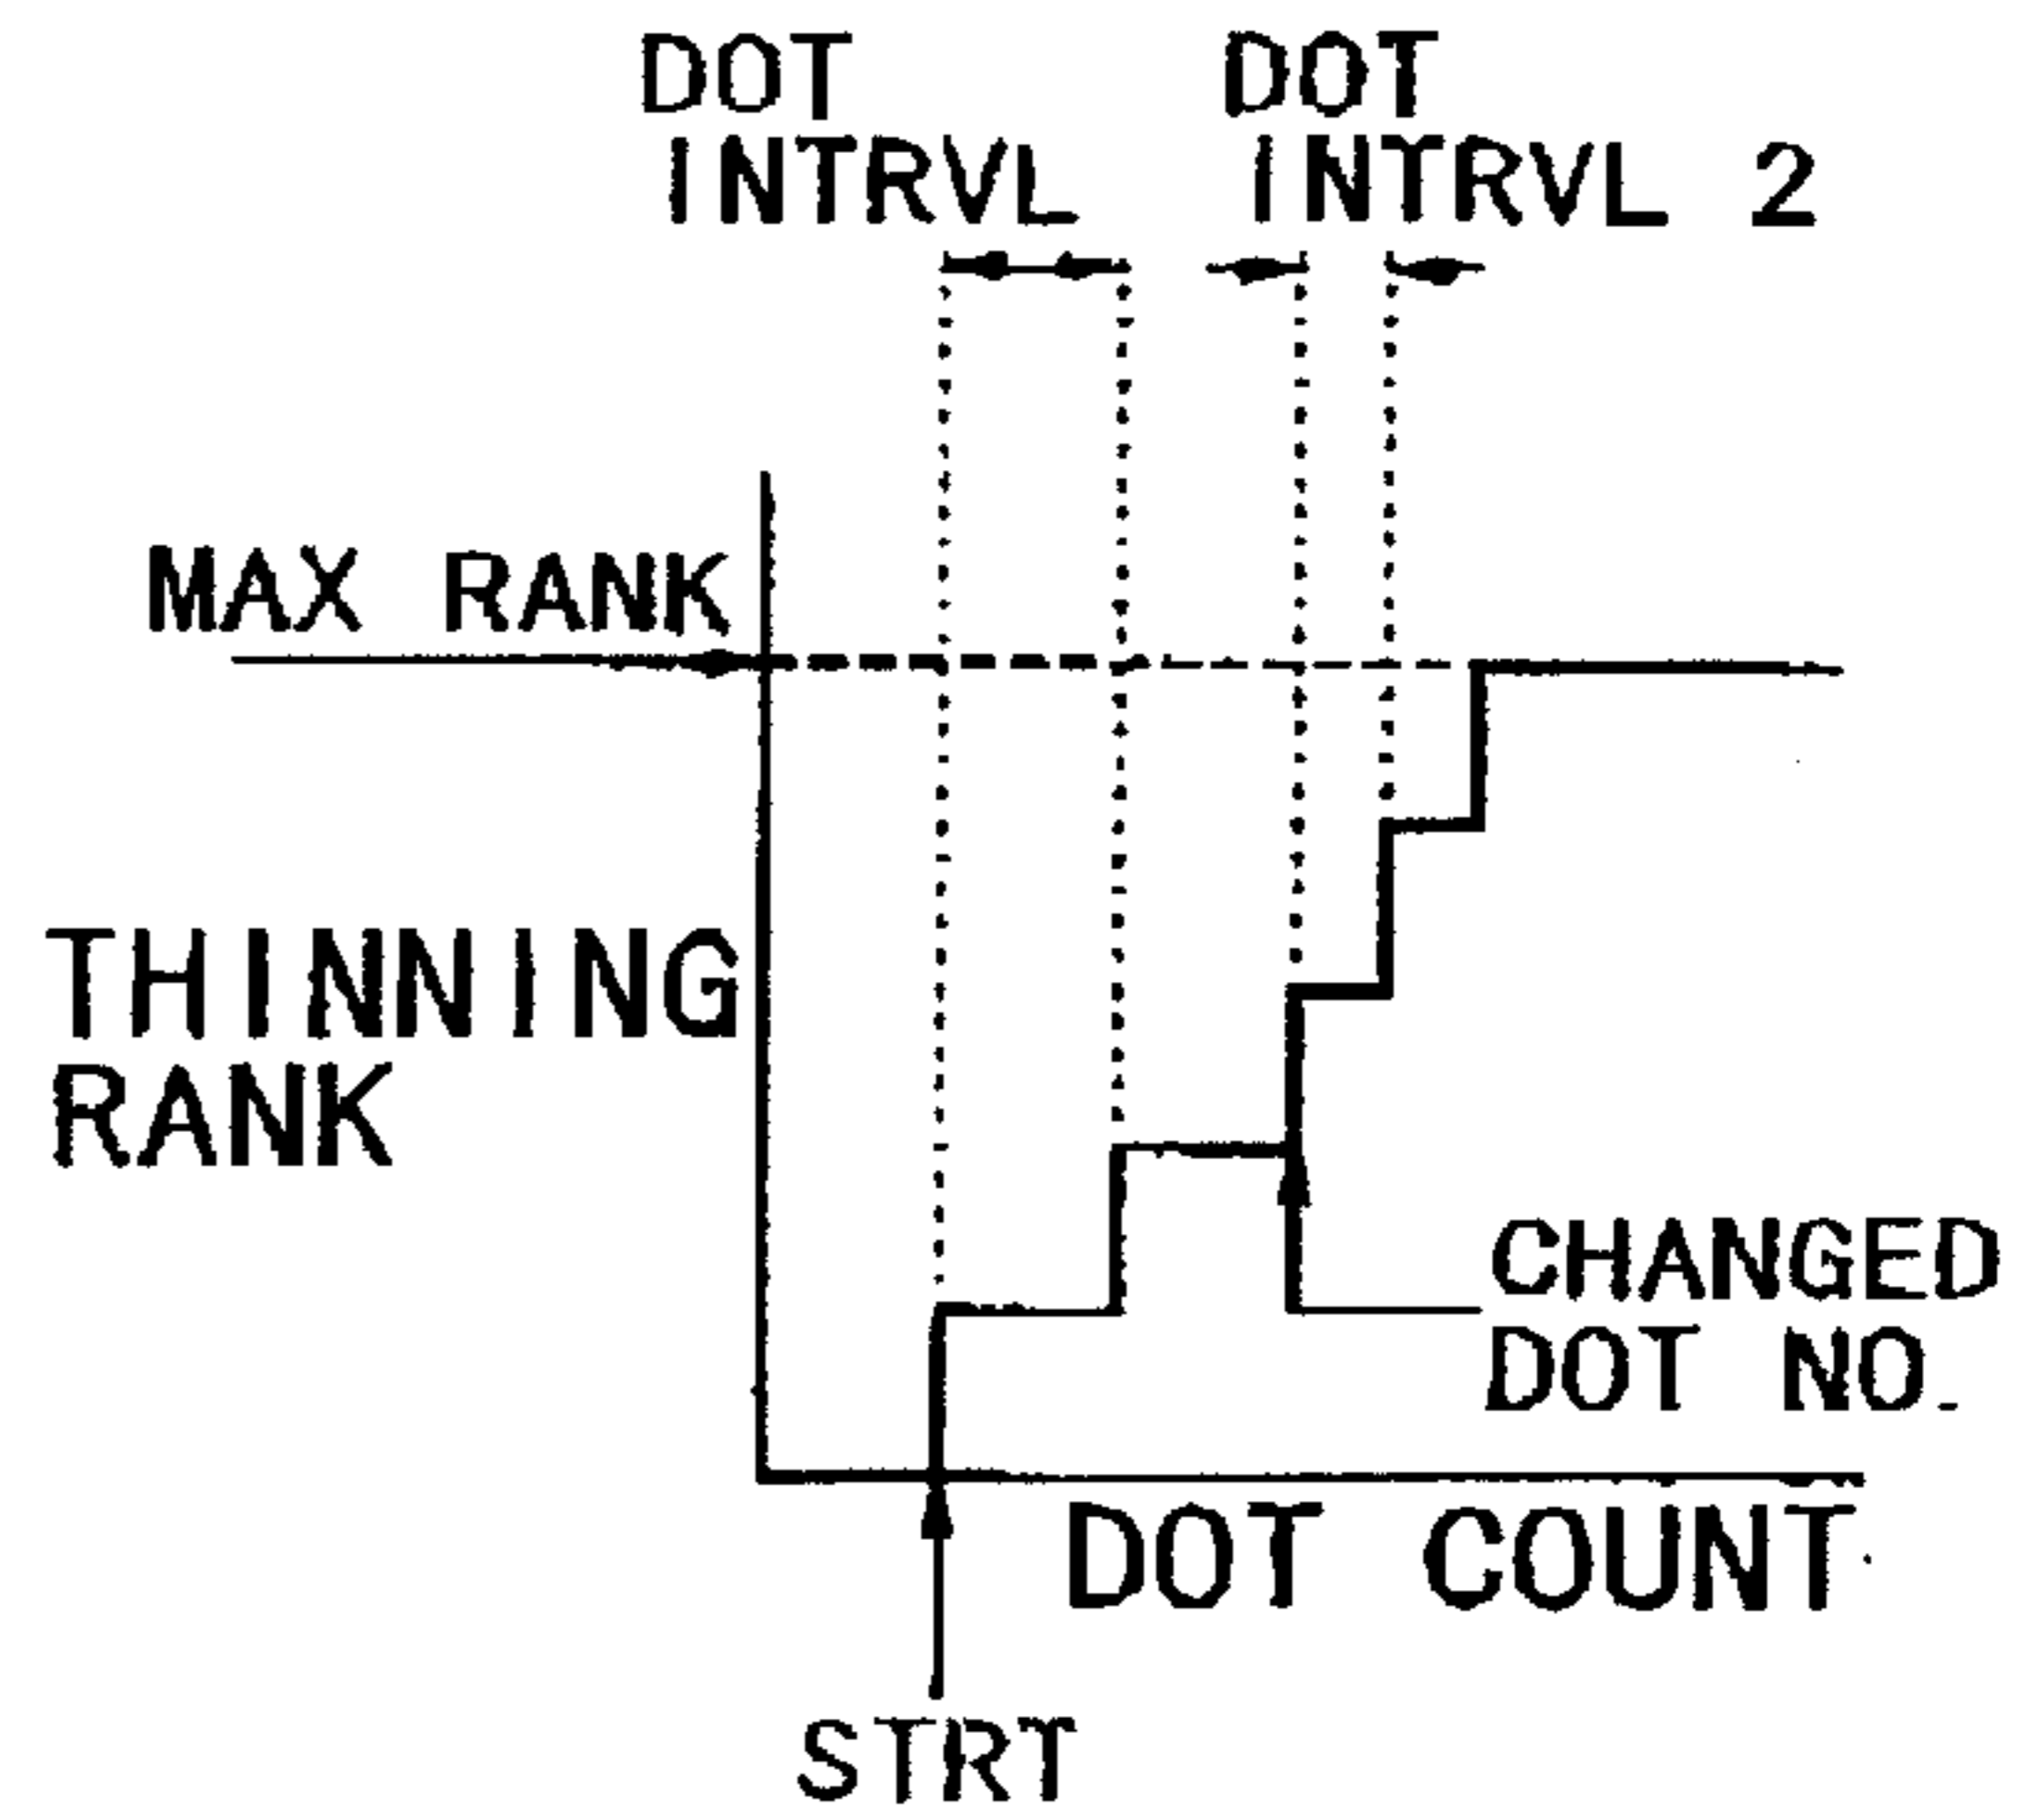 DOT
INTRVL
DOT
INTRVL 2
MAX RANK
THINNING
RANK
CHANGED
DOT NO.
DOT COUNT
STRT